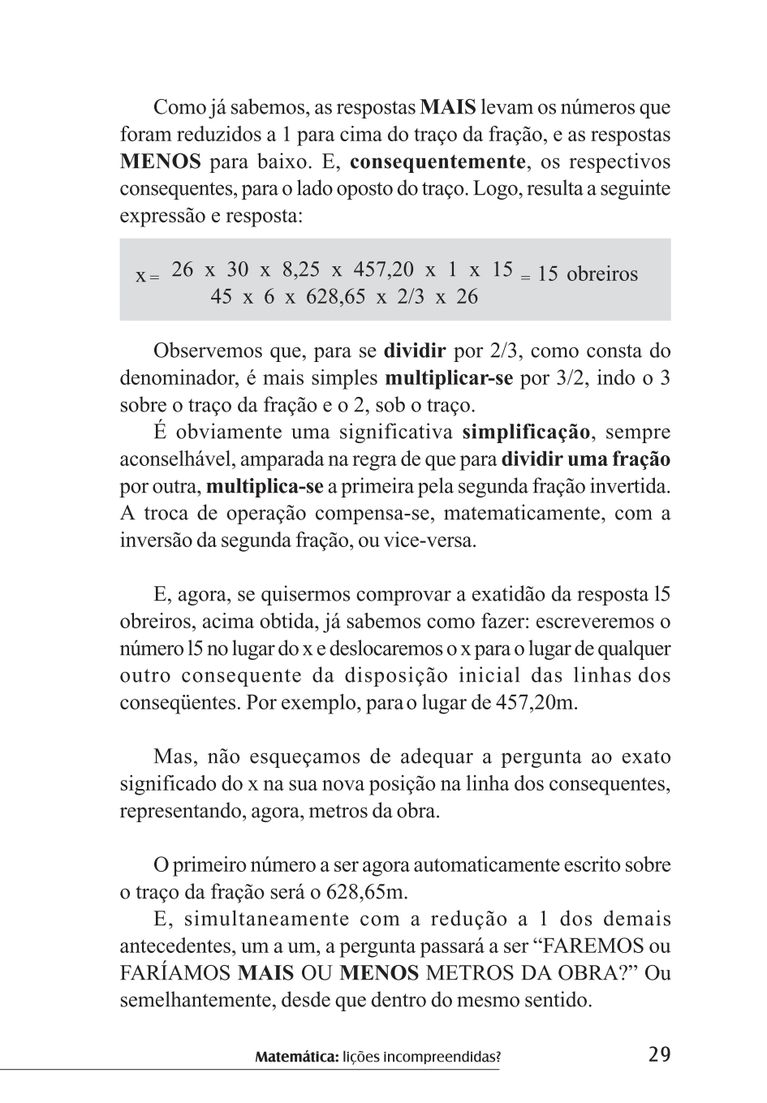 Como já sabemos, as respostas MAIS levam os números que
foram reduzidos a 1 para cima do traço da fração, e as respostas
MENOS para baixo. E, consequentemente, os respectivos
consequentes, para o lado oposto do traço. Logo, resulta a seguinte
expressão e resposta:
x = 26 x 30 x 8,25 x 457,20 x 1 x 15 = 15 obreiros
45 x 6 x 628,65 x 2/3 x 26
Observemos que, para se dividir por 2/3, como consta do
denominador, é mais simples multiplicar-se por 3/2, indo o 3
sobre o traço da fração e o 2, sob o traço.
É obviamente uma significativa simplificação, sempre
aconselhável, amparada na regra de que para dividir uma fração
por outra, multiplica-se a primeira pela segunda fração invertida.
A troca de operação compensa-se, matematicamente, com a
inversão da segunda fração, ou vice-versa.
E, agora, se quisermos comprovar a exatidão da resposta l5
obreiros, acima obtida, já sabemos como fazer: escreveremos o
número l5 no lugar do x e deslocaremos o x para o lugar de qualquer
outro consequente da disposição inicial das linhas dos
conseqüentes. Por exemplo, para o lugar de 457,20m.
Mas, não esqueçamos de adequar a pergunta ao exato
significado do x na sua nova posição na linha dos consequentes,
representando, agora, metros da obra.
O primeiro número a ser agora automaticamente escrito sobre
o traço da fração será o 628,65m.
E, simultaneamente com a redução a 1 dos demais
antecedentes, um a um, a pergunta passará a ser “FAREMOS ou
FARÍAMOS MAIS OU MENOS METROS DA OBRA?” Ou
semelhantemente, desde que dentro do mesmo sentido.
Matemática: lições incompreendidas? 29